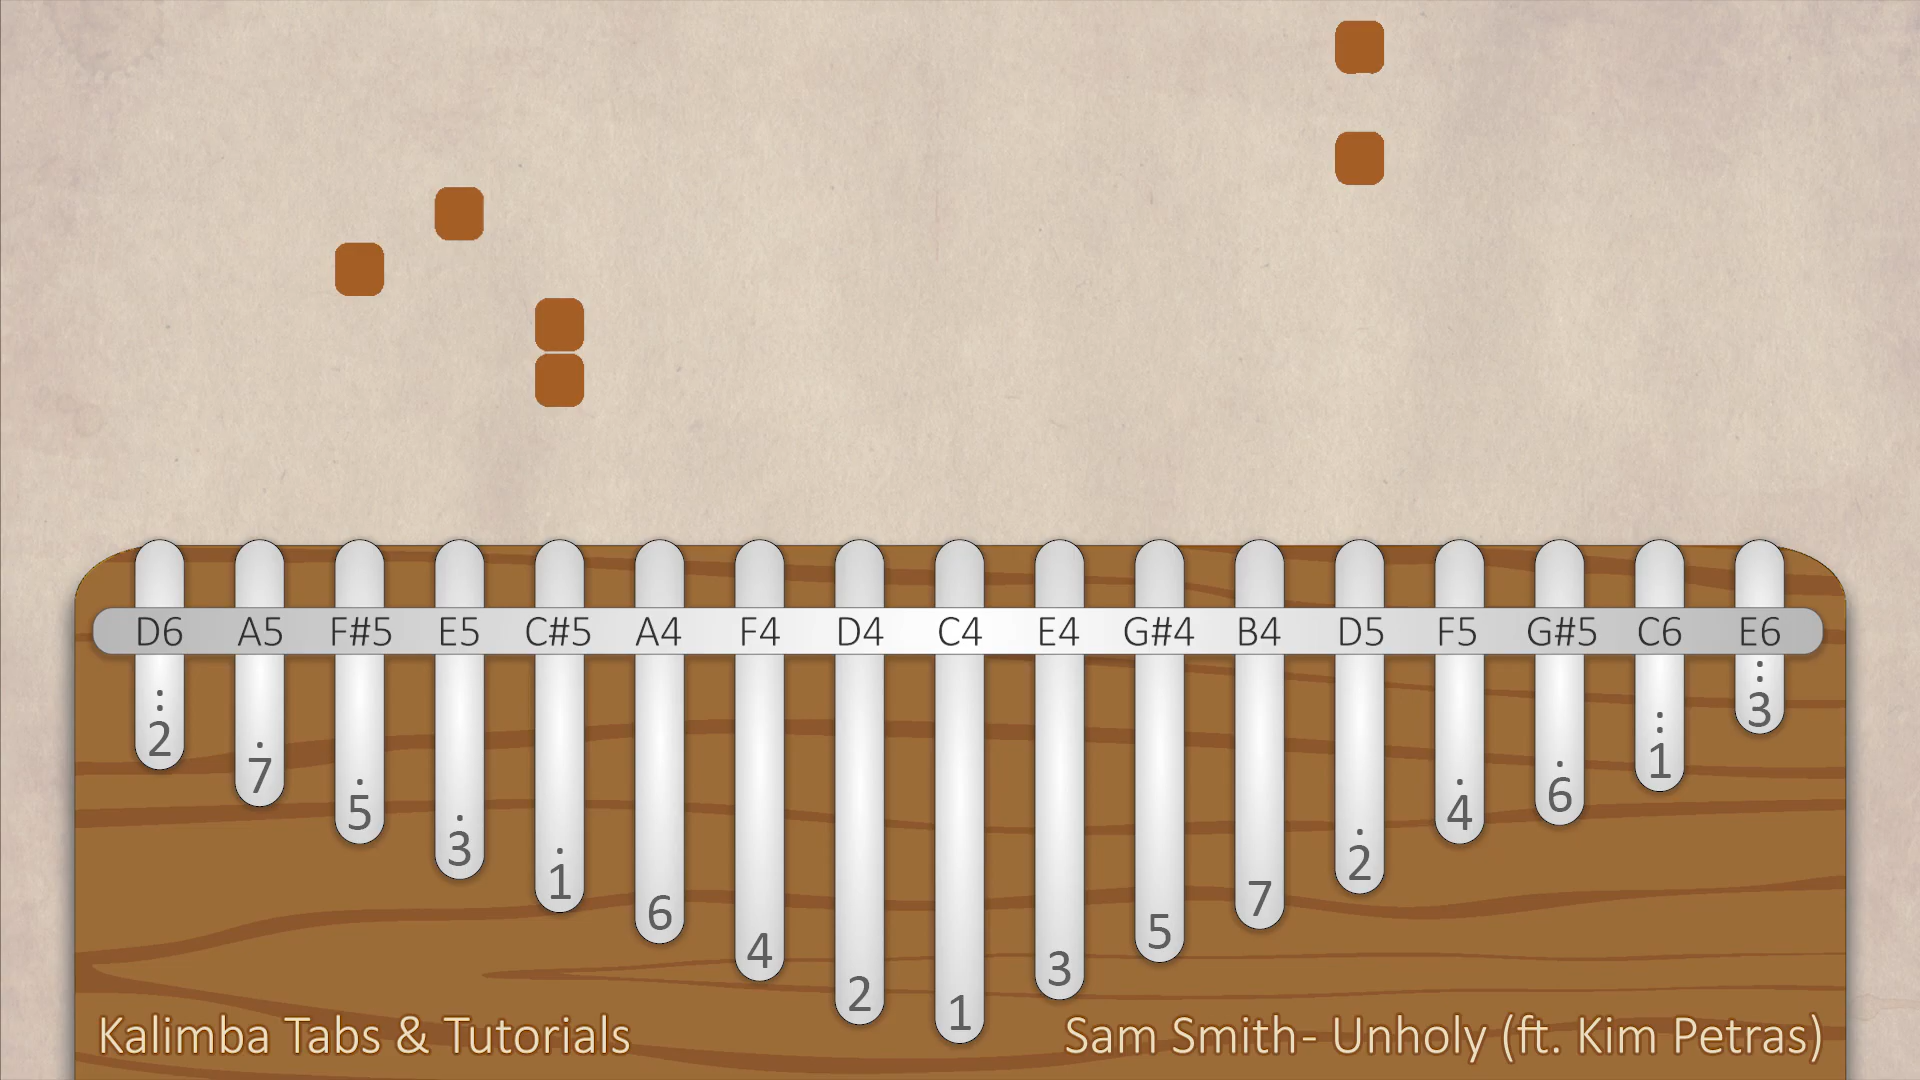 D6 A5 F#5 E5 C#5 A4 F4 D4 C4 E4 G#4 B4 D5 F5 G#5 C6 E6
2 7 5 3 1 6 4 2 1 3 5 7 2 4 6 1 3
Kalimba Tabs & Tutorials
Sam Smith- Unholy (ft. Kim Petras)